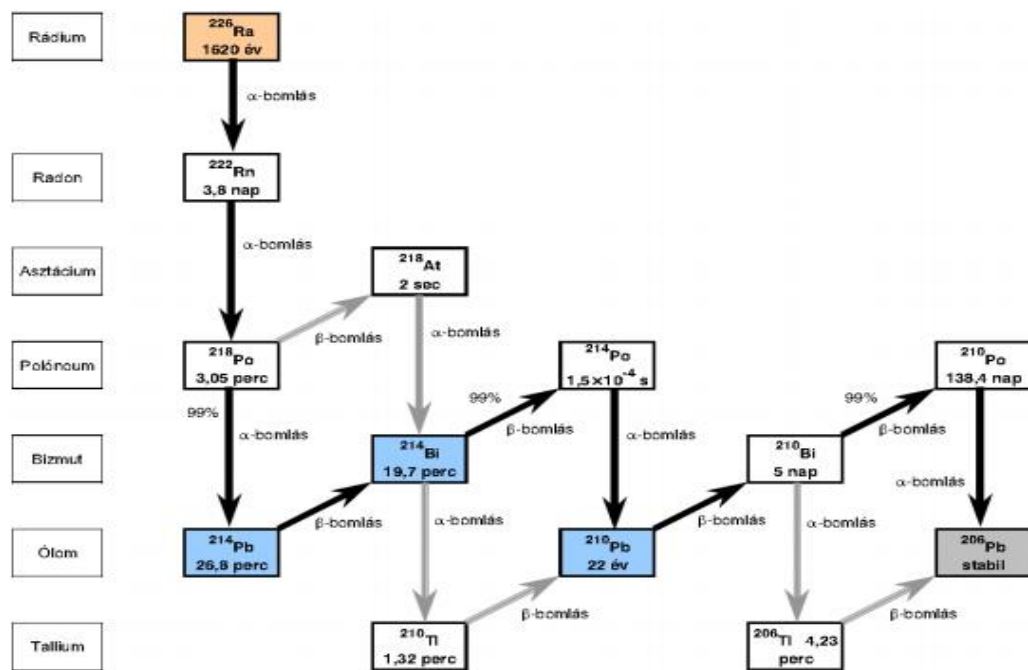 Rádium
²²⁶Ra
1620 év
α-bomlás
Radon
²²²Rn
3,8 nap
α-bomlás
Asztácium
²¹⁸At
2 sec
β-bomlás
α-bomlás
Polóncum
²¹⁸Po
3,05 perc
²¹⁴Po
1,5×10⁻⁴ s
²¹⁰Po
138,4 nap
99%
α-bomlás
99%
β-bomlás
α-bomlás
99%
β-bomlás
α-bomlás
Bizmut
²¹⁴Bi
19,7 perc
²¹⁰Bi
5 nap
β-bomlás
α-bomlás
β-bomlás
α-bomlás
Ólom
²¹⁴Pb
26,8 perc
²¹⁰Pb
22 év
²⁰⁶Pb
stabil
β-bomlás
β-bomlás
Tallium
²¹⁰Tl
1,32 perc
²⁰⁶Tl 4,23
perc